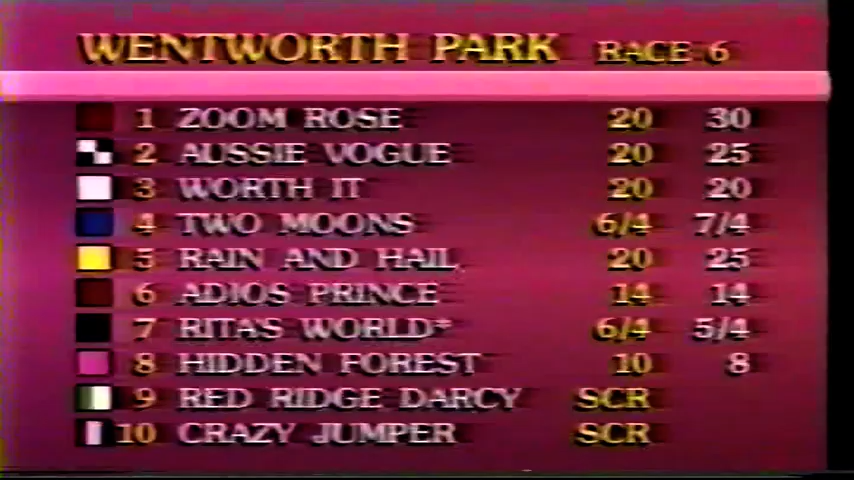 WENTWORTH PARK RACE 6
1 ZOOM ROSE 20 30
2 AUSSIE VOGUE 20 25
3 WORTH IT 20 20
4 TWO MOONS 6/4 7/4
5 RAIN AND HAIL 20 25
6 ADIOS PRINCE 14 14
7 RITA'S WORLD* 6/4 5/4
8 HIDDEN FOREST 10 8
9 RED RIDGE DARCY SCR
10 CRAZY JUMPER SCR